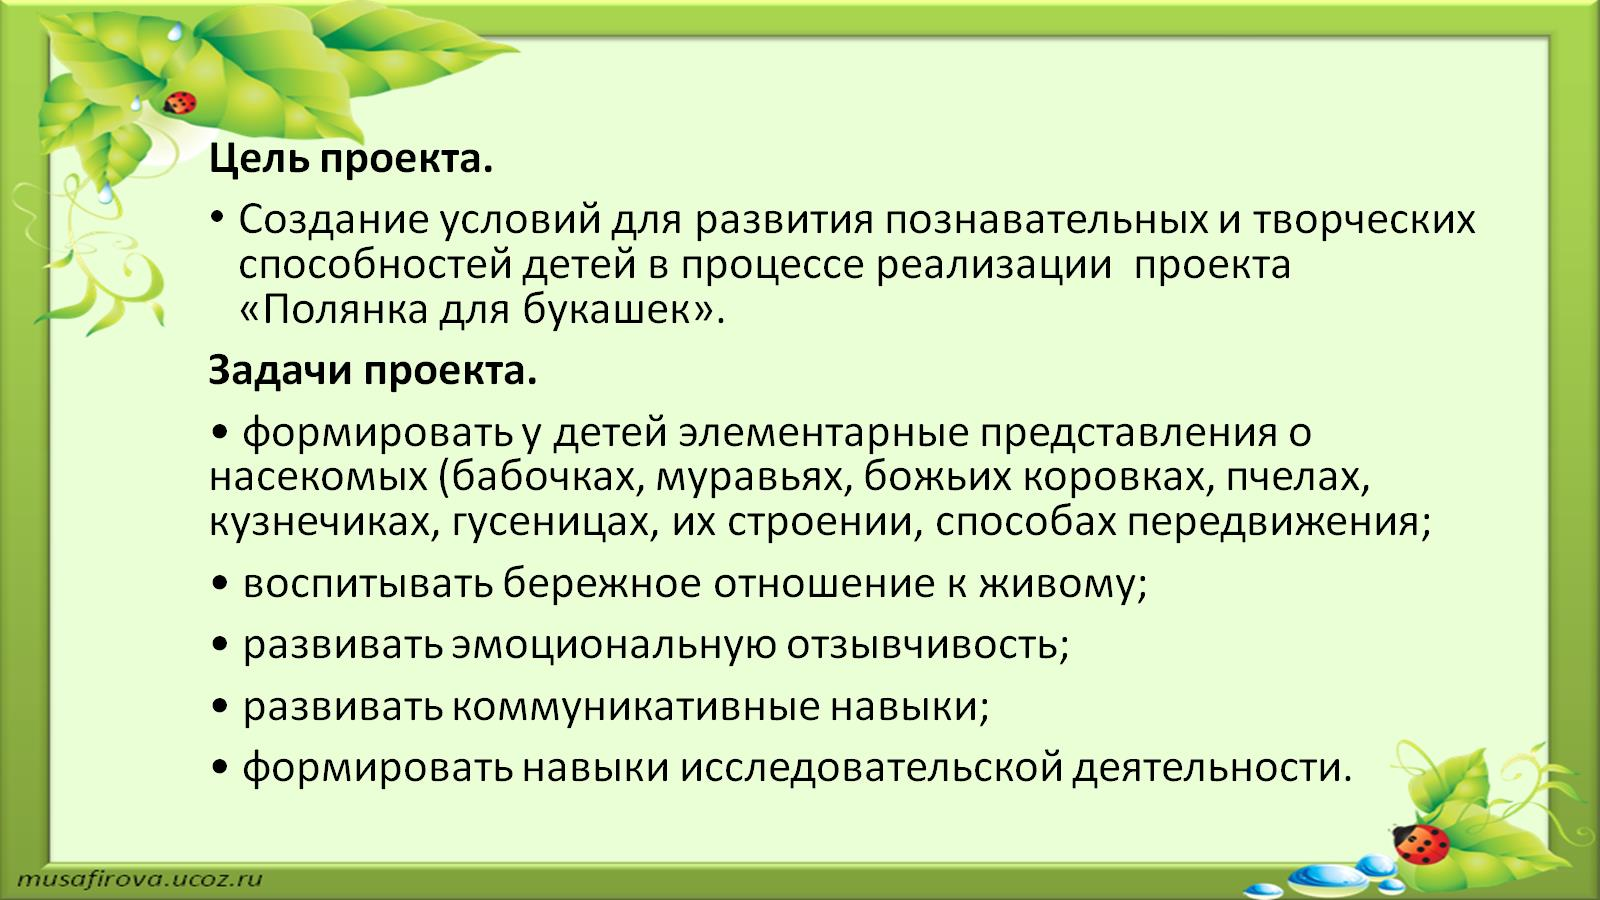 Цель проекта.
• Создание условий для развития познавательных и творческих
способностей детей в процессе реализации  проекта
«Полянка для букашек».
Задачи проекта.
• формировать у детей элементарные представления о
насекомых (бабочках, муравьях, божьих коровках, пчелах,
кузнечиках, гусеницах, их строении, способах передвижения;
• воспитывать бережное отношение к живому;
• развивать эмоциональную отзывчивость;
• развивать коммуникативные навыки;
• формировать навыки исследовательской деятельности.
musafirova.ucoz.ru